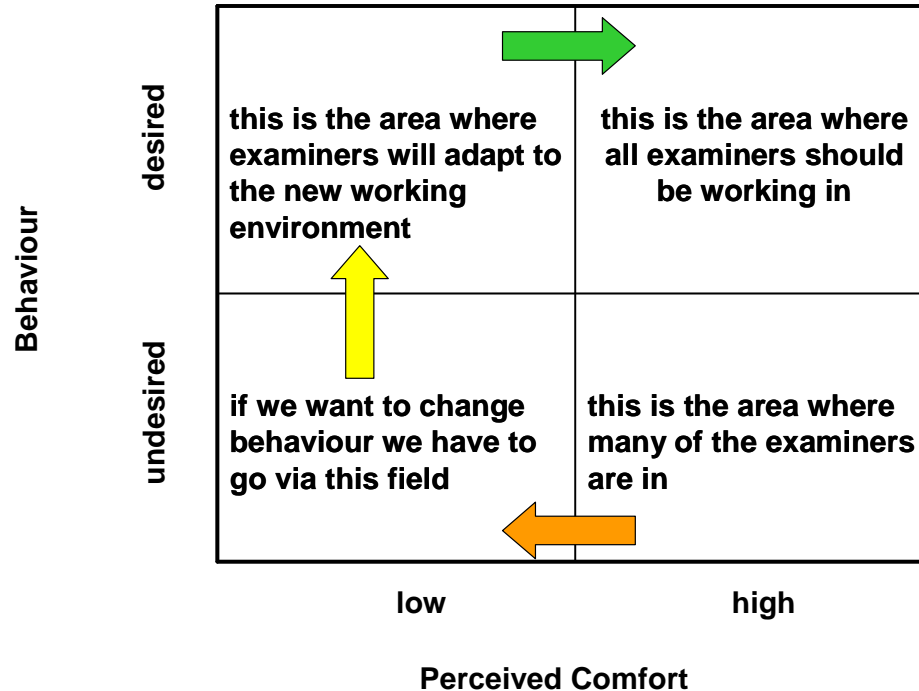 Behaviour
desired
undesired
this is the area where
examiners will adapt to
the new working
environment
this is the area where
all examiners should
be working in
if we want to change
behaviour we have to
go via this field
this is the area where
many of the examiners
are in
low
high
Perceived Comfort